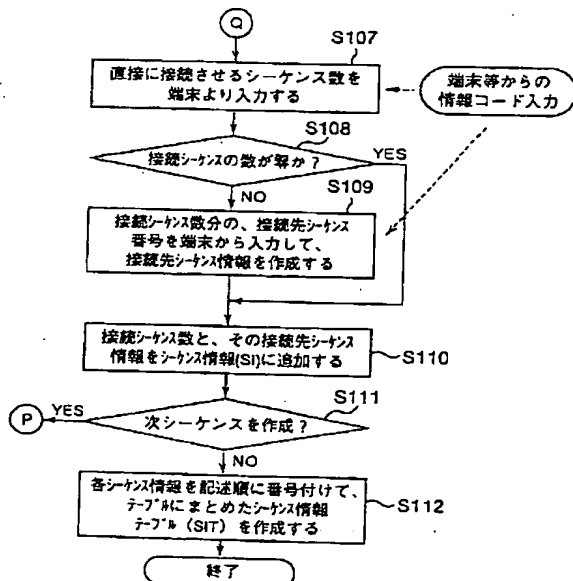 Q
S107
直接に接続させるシーケンス数を
端末より入力する
端末等からの
情報コード入力
S108
接続シーケンスの数が零か?
YES
NO
S109
接続シーケンス数分の、接続先シーケンス
番号を端末から入力して、
接続先シーケンス情報を作成する
接続シーケンス数と、その接続先シーケンス
情報をシーケンス情報(SI)に追加する
S110
S111
P
YES
次シーケンスを作成?
NO
各シーケンス情報を記述順に番号付けて、
テーブルにまとめたシーケンス情報
テーブル(SIT)を作成する
S112
終了